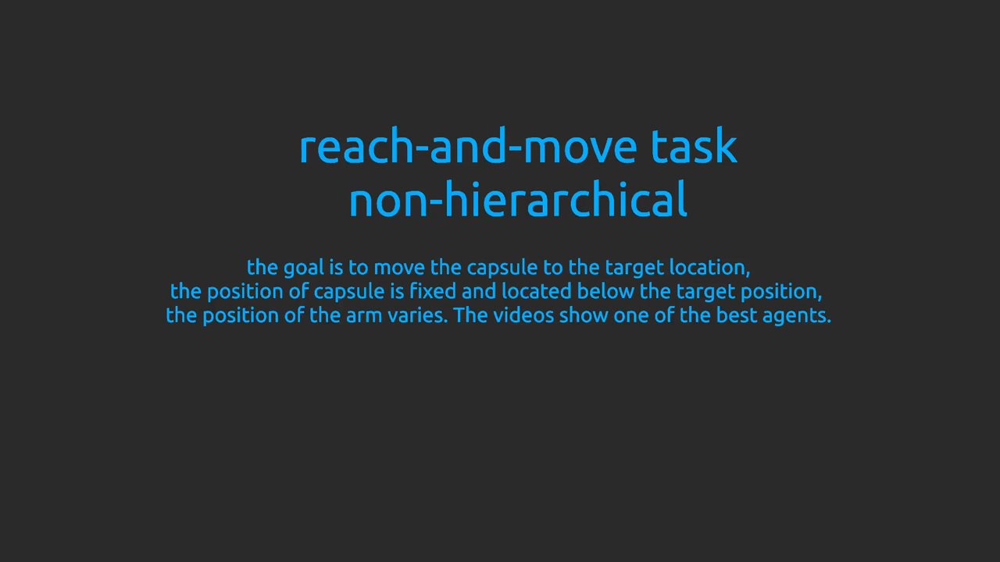 reach-and-move task
non-hierarchical
the goal is to move the capsule to the target location,
the position of capsule is fixed and located below the target position,
the position of the arm varies. The videos show one of the best agents.